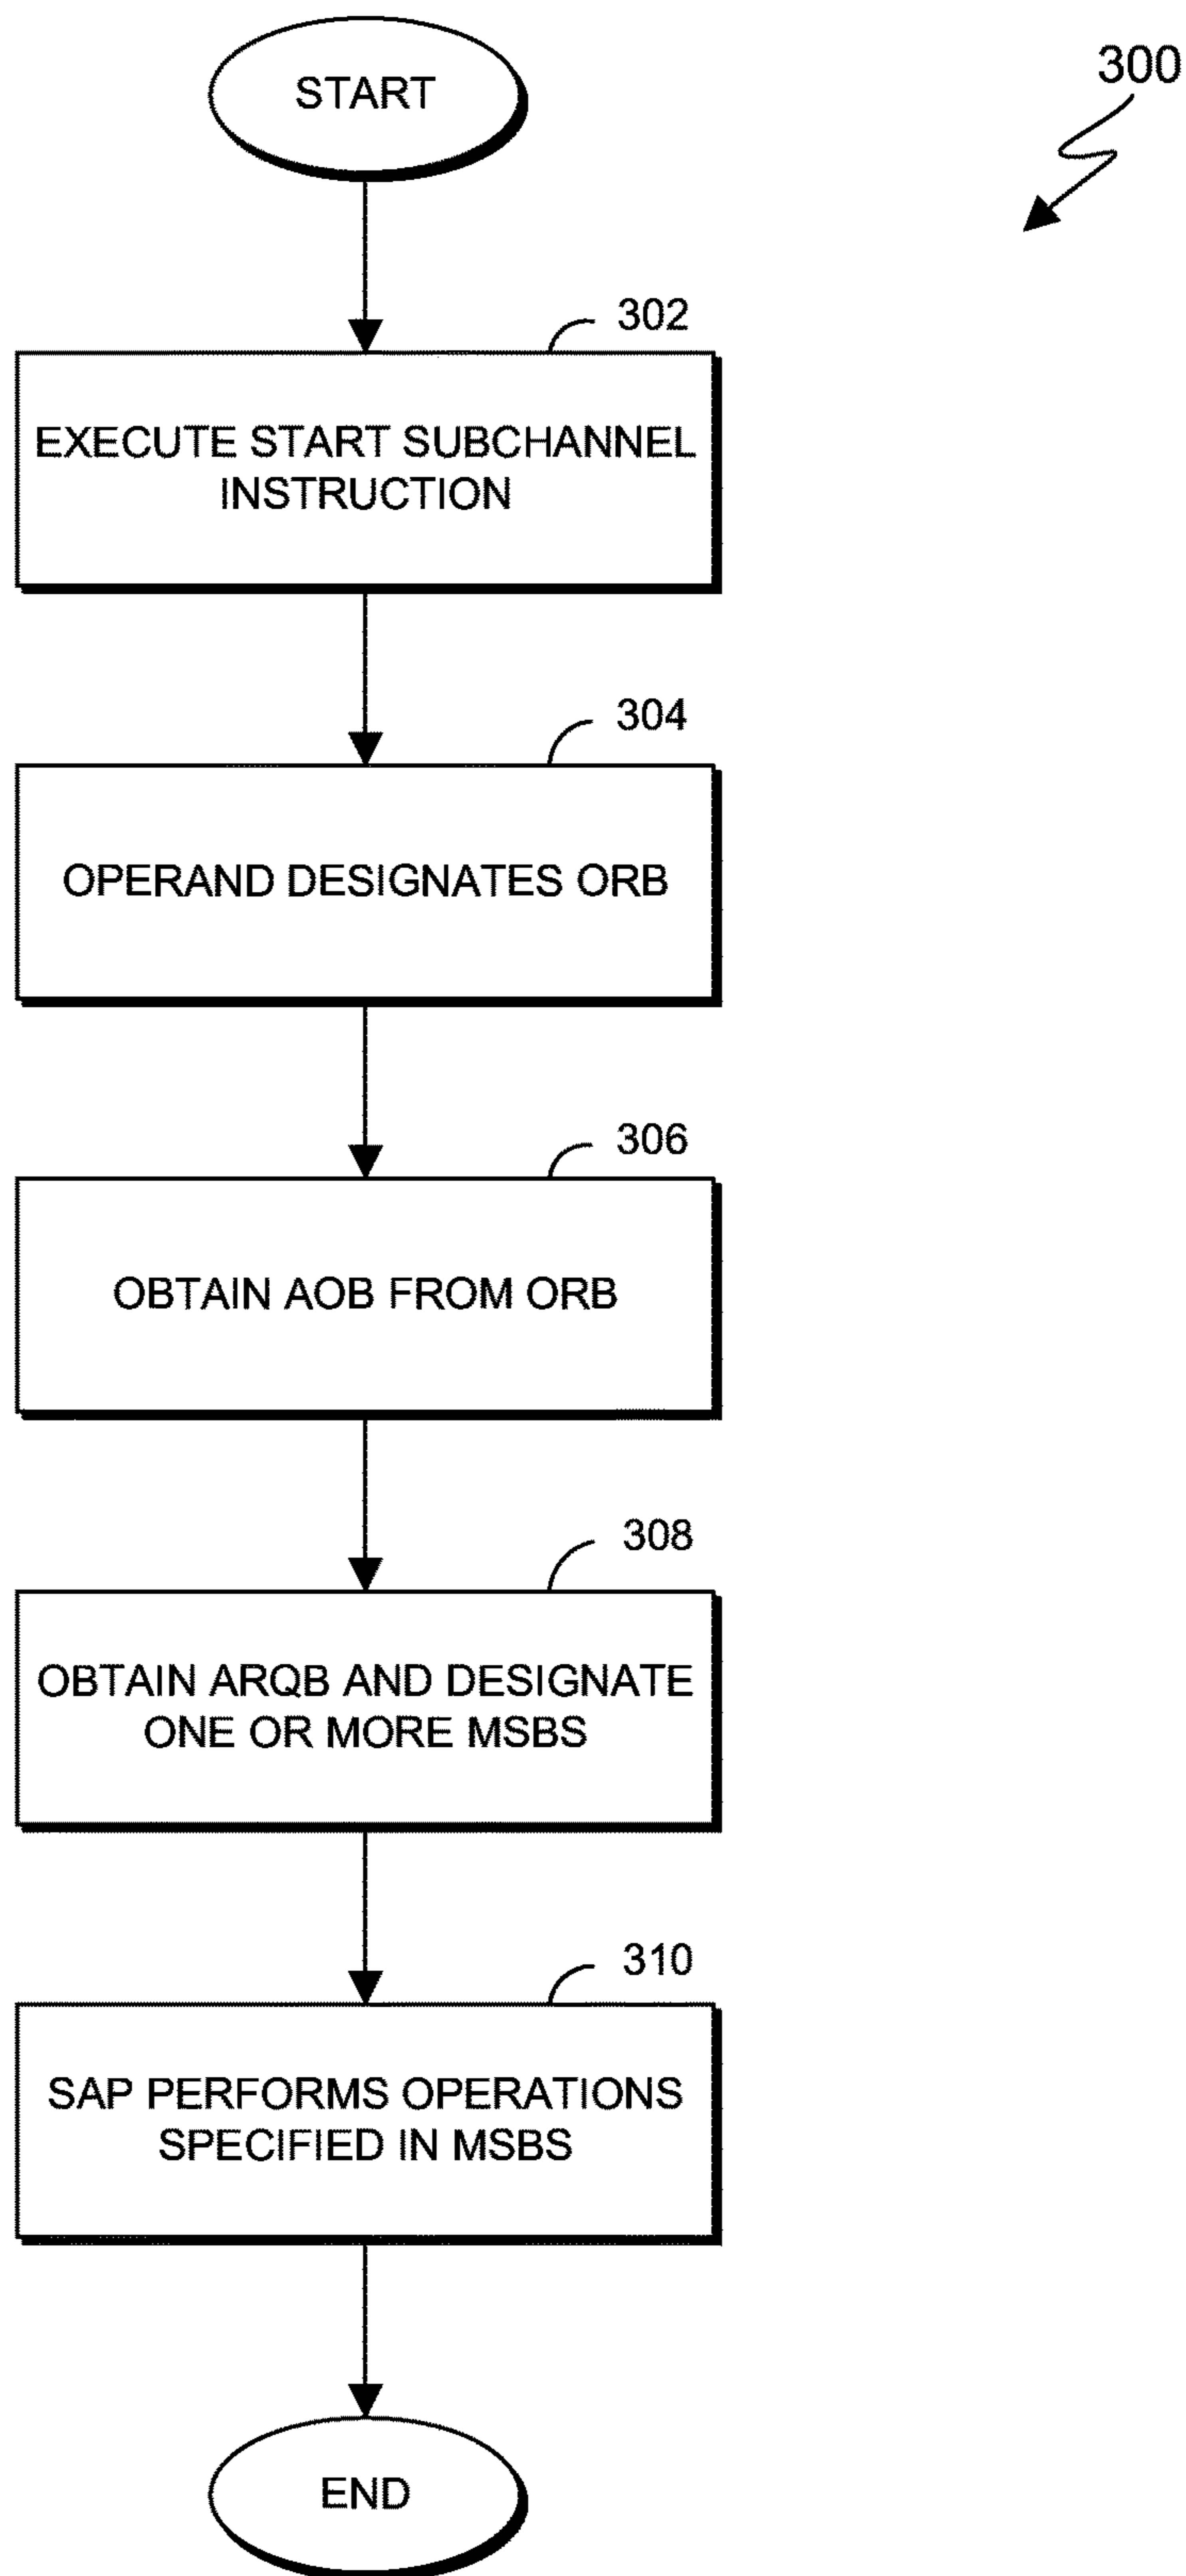 START
300
302
EXECUTE START SUBCHANNEL
INSTRUCTION
304
OPERAND DESIGNATES ORB
306
OBTAIN AOB FROM ORB
308
OBTAIN ARQB AND DESIGNATE
ONE OR MORE MSBS
310
SAP PERFORMS OPERATIONS
SPECIFIED IN MSBS
END